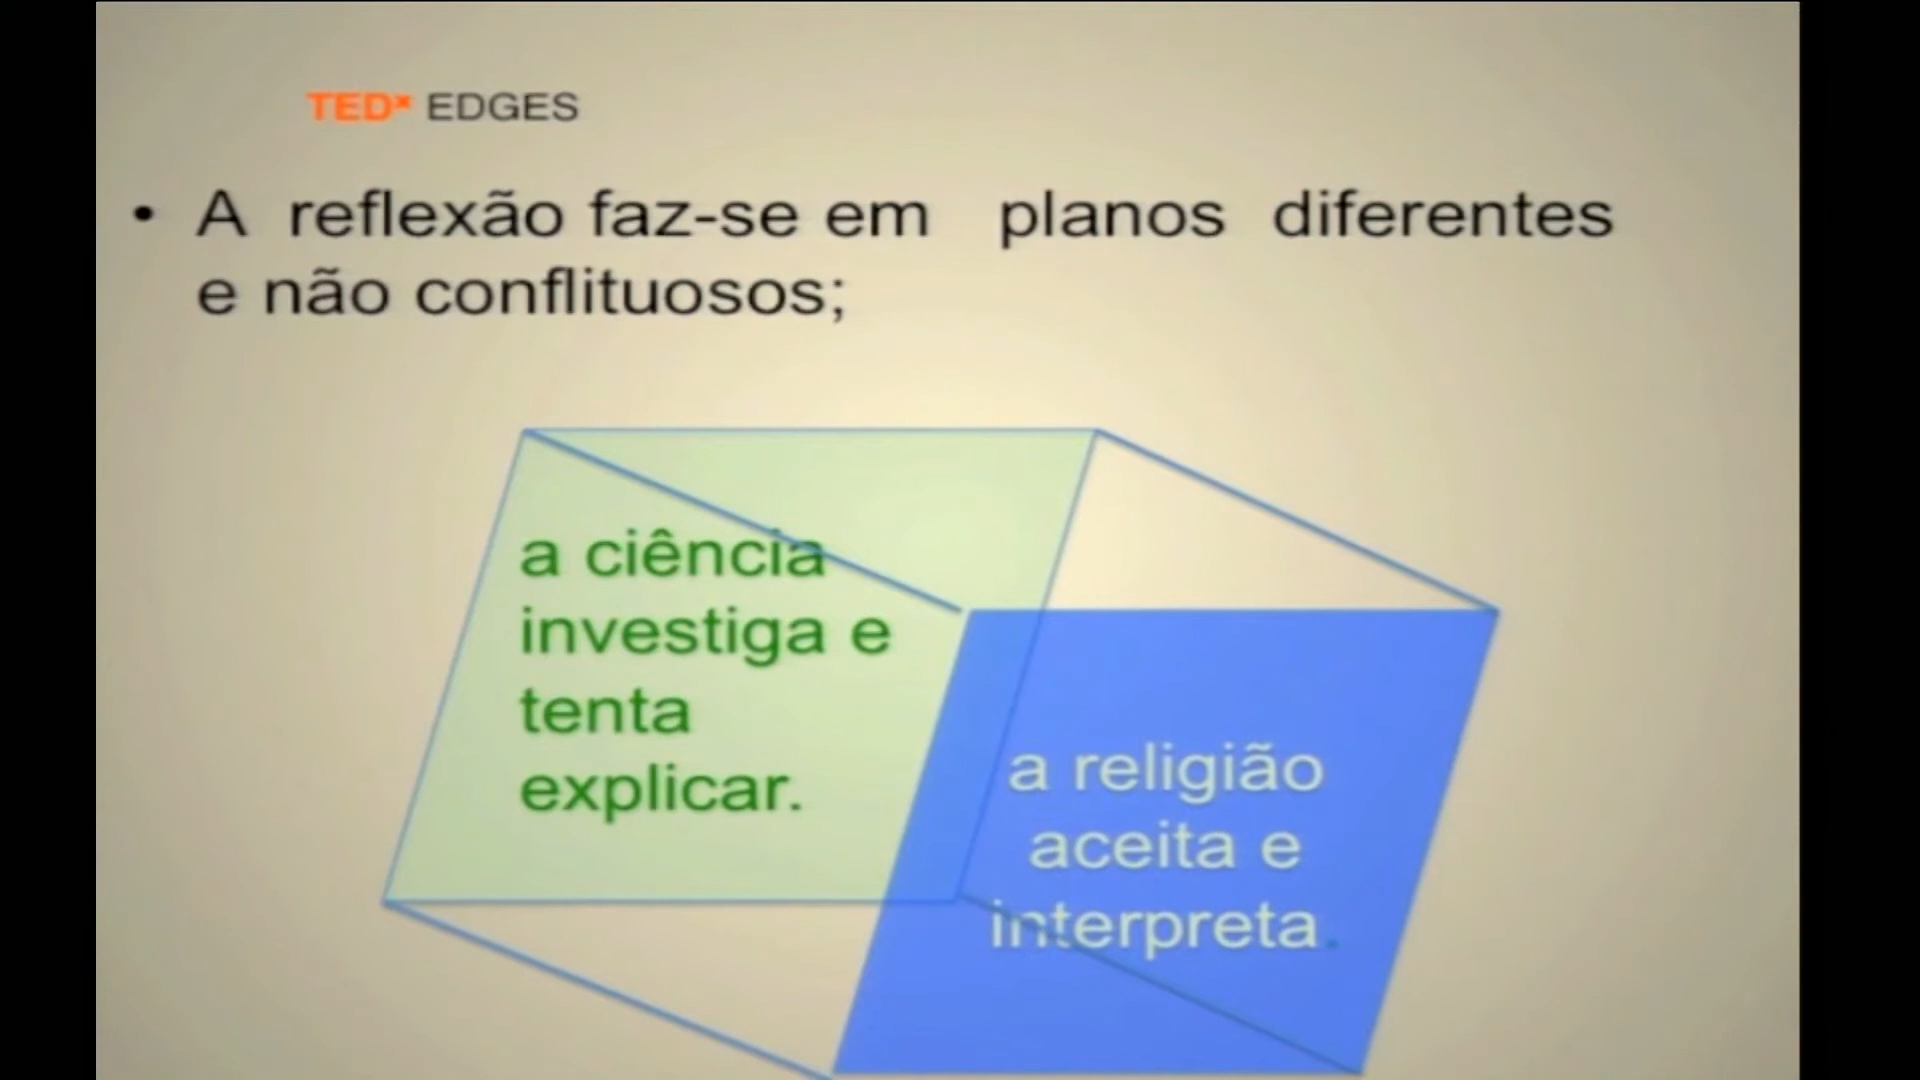 TEDx EDGES
• A reflexão faz-se em planos diferentes
e não conflituosos;
a ciência
investiga e
tenta
explicar.
a religião
aceita e
interpreta.